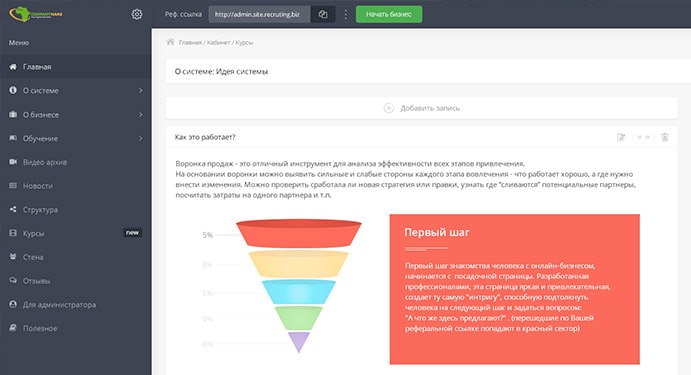 COMPANYNAME
Реф. ссылка
http://admin.site.recruting.biz
Начать бизнес
Меню
Главная
О системе
О бизнесе
Обучение
Видео архив
Новости
Структура
Курсы
new
Стена
Отзывы
Для администратора
Полезное
Главная / Кабинет / Курсы
О системе: Идея системы
Добавить запись
Как это работает?
Воронка продаж - это отличный инструмент для анализа эффективности всех этапов привлечения.
На основании воронки можно выявить сильные и слабые стороны каждого этапа вовлечения - что работает хорошо, а где нужно
внести изменения. Можно проверить сработала ли новая стратегия или правки, узнать где "сливаются" потенциальные партнеры,
посчитать затраты на одного партнера и т.п.
5%
0%
5%
0%
0%
Первый шаг
Первый шаг знакомства человека с онлайн-бизнесом,
начинается с посадочной страницы. Разработанная
профессионалами, эта страница яркая и привлекательная,
создает ту самую "интригу", способную подтолкнуть
человека на следующий шаг и задаться вопросом:
"А что же здесь предлагают?" . (перешедшие по Вашей
реферальной ссылке попадают в красный сектор)